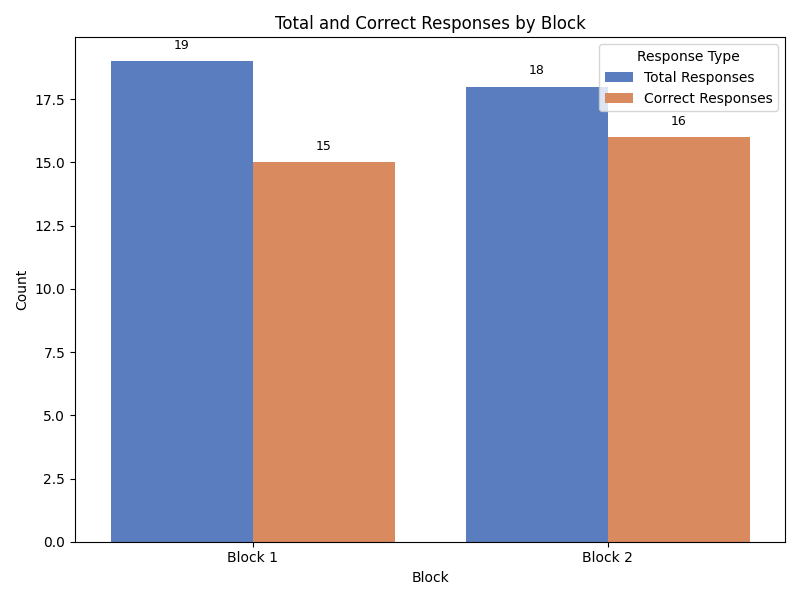 Total and Correct Responses by Block
19
18
Response Type
Total Responses
Correct Responses
15
16
17.5
15.0
12.5
10.0
7.5
5.0
2.5
0.0
Count
Block 1
Block 2
Block